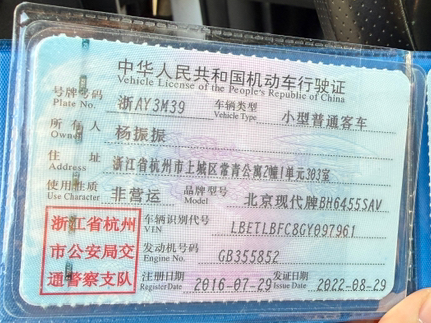 中华人民共和国机动车行驶证
Vehicle License of the People's Republic of China
号牌号码 浙AY3M39 车辆类型 小型普通客车
Plate No. Vehicle Type
所有人 杨振振
Owner
住址 浙江省杭州市上城区常青公寓2幢1单元303室
Address
使用性质 非营运 品牌型号 北京现代牌BH6455SAV
Use Character Model
浙江省杭州
市公安局交
通警察支队
车辆识别代号 LBETLBFC8GY097961
VIN
发动机号码 GB355852
Engine No.
注册日期 2016-07-29 发证日期 2022-08-29
Register Date Issue Date